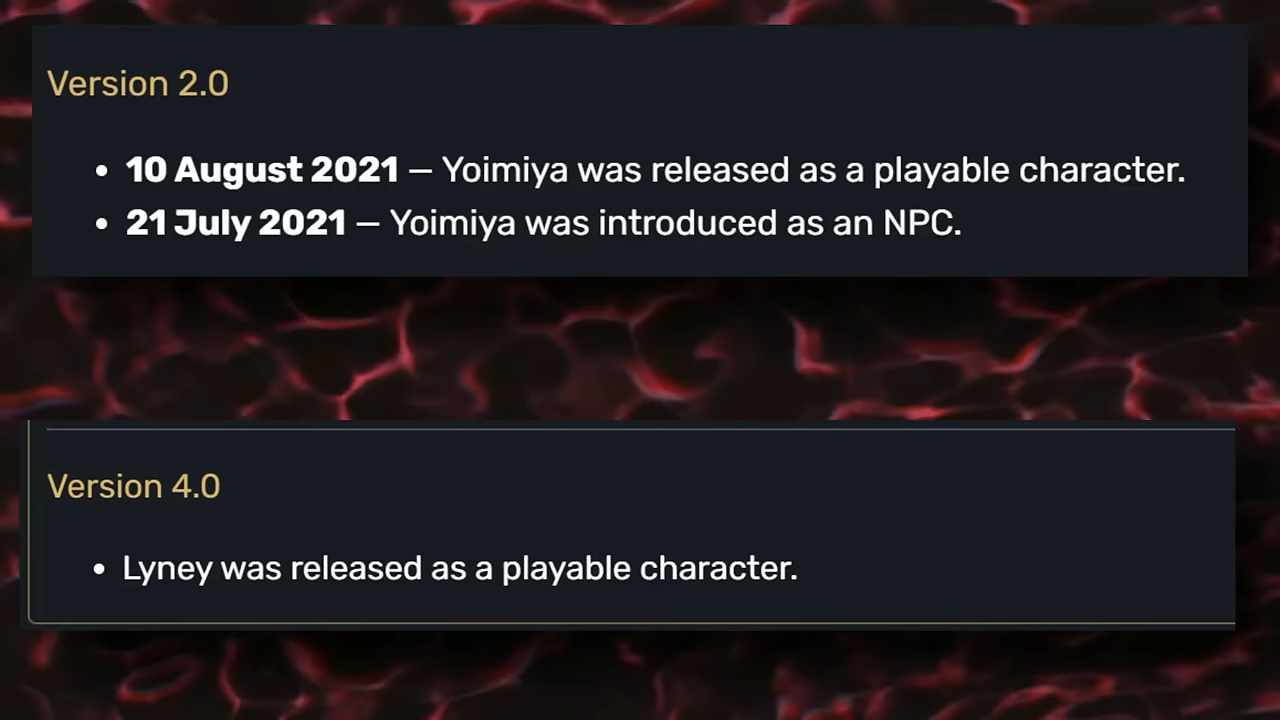 Version 2.0
• 10 August 2021 — Yoimiya was released as a playable character.
• 21 July 2021 — Yoimiya was introduced as an NPC.
Version 4.0
• Lyney was released as a playable character.